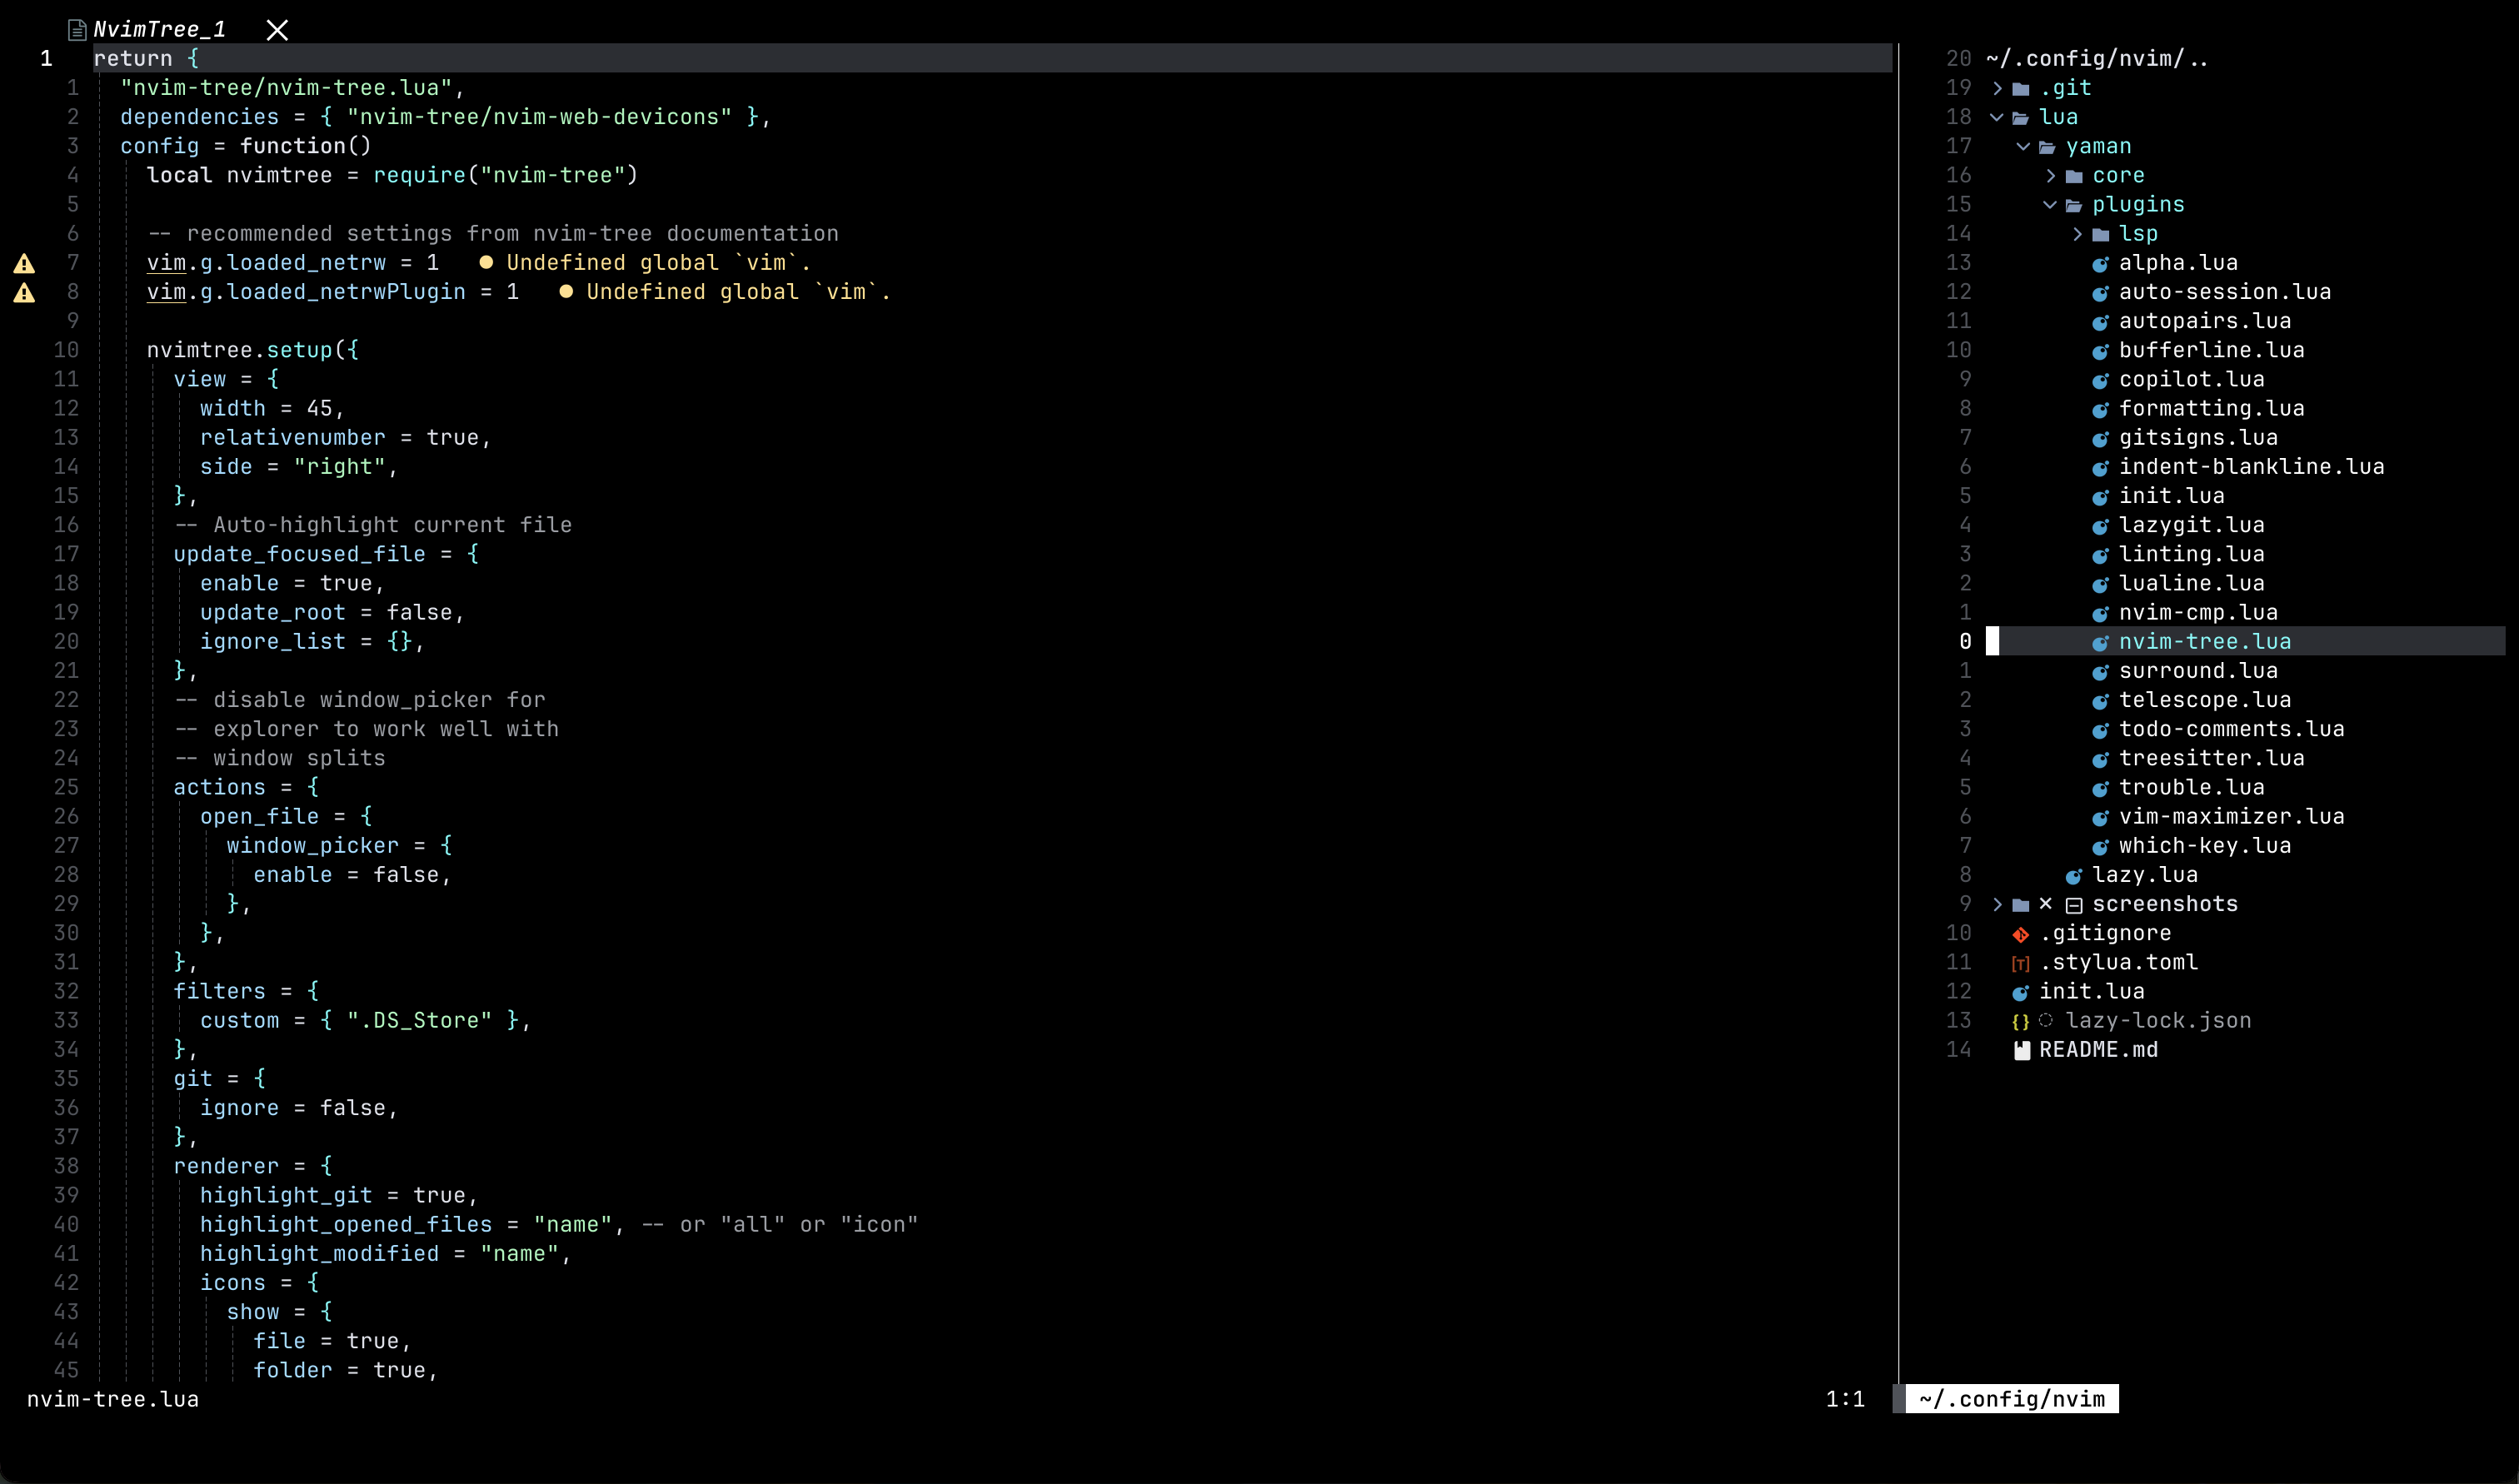 NvimTree_1
1 return {
1 "nvim-tree/nvim-tree.lua",
2 dependencies = { "nvim-tree/nvim-web-devicons" },
3 config = function()
4 local nvimtree = require("nvim-tree")
5
6 -- recommended settings from nvim-tree documentation
7 vim.g.loaded_netrw = 1 ● Undefined global `vim`.
8 vim.g.loaded_netrwPlugin = 1 ● Undefined global `vim`.
9
10 nvimtree.setup({
11 view = {
12 width = 45,
13 relativenumber = true,
14 side = "right",
15 },
16 -- Auto-highlight current file
17 update_focused_file = {
18 enable = true,
19 update_root = false,
20 ignore_list = {},
21 },
22 -- disable window_picker for
23 -- explorer to work well with
24 -- window splits
25 actions = {
26 open_file = {
27 window_picker = {
28 enable = false,
29 },
30 },
31 },
32 filters = {
33 custom = { ".DS_Store" },
34 },
35 git = {
36 ignore = false,
37 },
38 renderer = {
39 highlight_git = true,
40 highlight_opened_files = "name", -- or "all" or "icon"
41 highlight_modified = "name",
42 icons = {
43 show = {
44 file = true,
45 folder = true,
nvim-tree.lua 1:1
20 ~/.config/nvim/..
19 .git
18 lua
17 yaman
16 core
15 plugins
14 lsp
13 alpha.lua
12 auto-session.lua
11 autopairs.lua
10 bufferline.lua
9 copilot.lua
8 formatting.lua
7 gitsigns.lua
6 indent-blankline.lua
5 init.lua
4 lazygit.lua
3 linting.lua
2 lualine.lua
1 nvim-cmp.lua
0 nvim-tree.lua
1 surround.lua
2 telescope.lua
3 todo-comments.lua
4 treesitter.lua
5 trouble.lua
6 vim-maximizer.lua
7 which-key.lua
8 lazy.lua
9 screenshots
10 .gitignore
11 .stylua.toml
12 init.lua
13 lazy-lock.json
14 README.md
~/.config/nvim